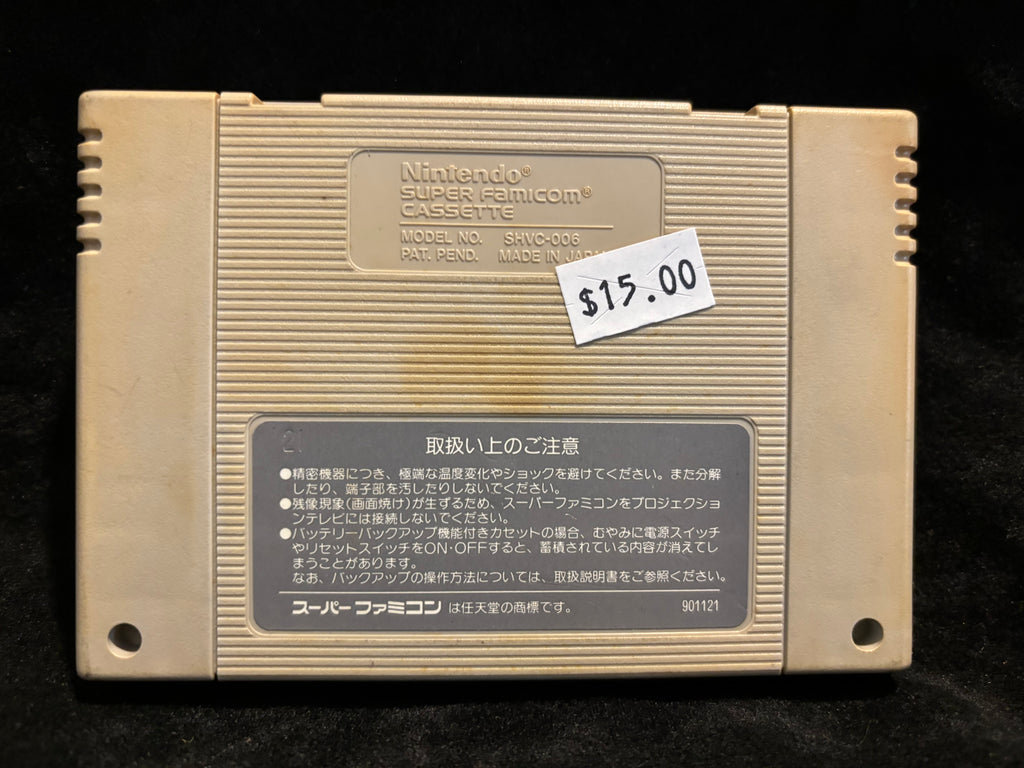 Nintendo®
SUPER FAMICOM®
CASSETTE
MODEL NO. SHVC-006
PAT. PEND. MADE IN
$15.00
21
取扱い上のご注意
●精密機器につき、極端な温度変化やショックを避けてください。また分解
したり、端子部を汚したりしないでください。
●残像現象(画面焼け)が生ずるため、スーパーファミコンをプロジェクショ
ンテレビには接続しないでください。
●バッテリーバックアップ機能付きカセットの場合、むやみに電源スイッチ
やリセットスイッチをON・OFFすると、蓄積されている内容が消えてし
まうことがあります。
なお、バックアップの操作方法については、取扱説明書をご参照ください。
スーパーファミコン は任天堂の商標です。 901121